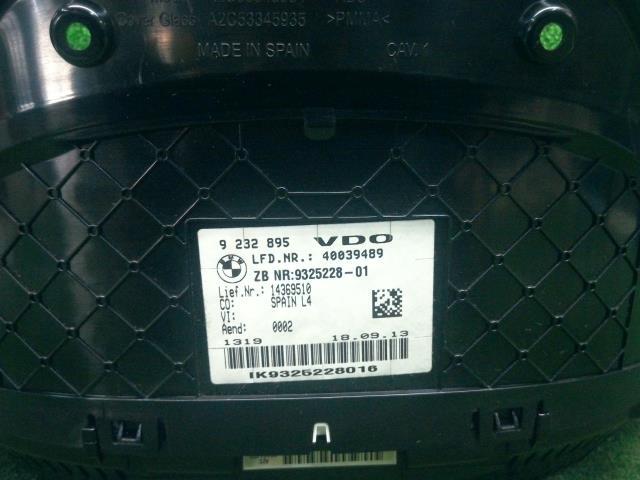 Cover Glass A2C53345935 >PMMA<
MADE IN SPAIN CAV.1
9 232 895 VDO
LFD.NR.: 40039489
ZB NR:9325228-01
Lief.Nr.: 14369510
CO: SPAIN L4
VI:
Aend: 0002
1319 18.09.13
IK9325228016
A